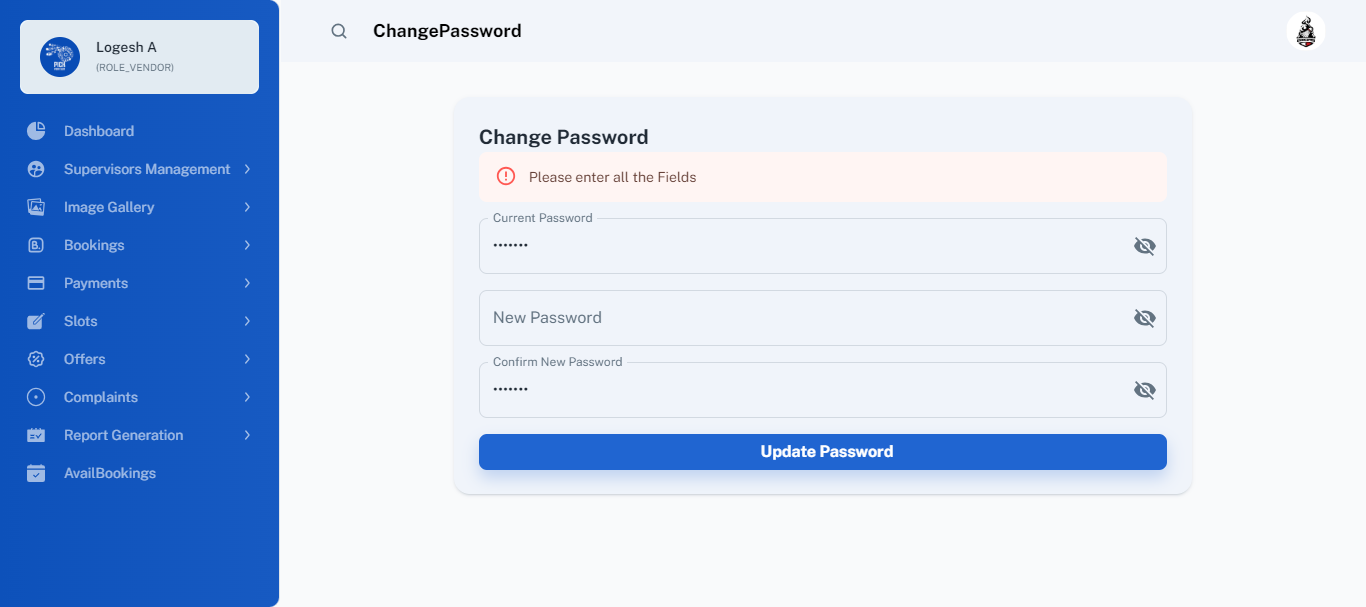 Logesh A
(ROLE_VENDOR)
Dashboard
Supervisors Management
Image Gallery
Bookings
Payments
Slots
Offers
Complaints
Report Generation
AvailBookings
ChangePassword
Change Password
Please enter all the Fields
Current Password
•••••••
New Password
Confirm New Password
•••••••
Update Password